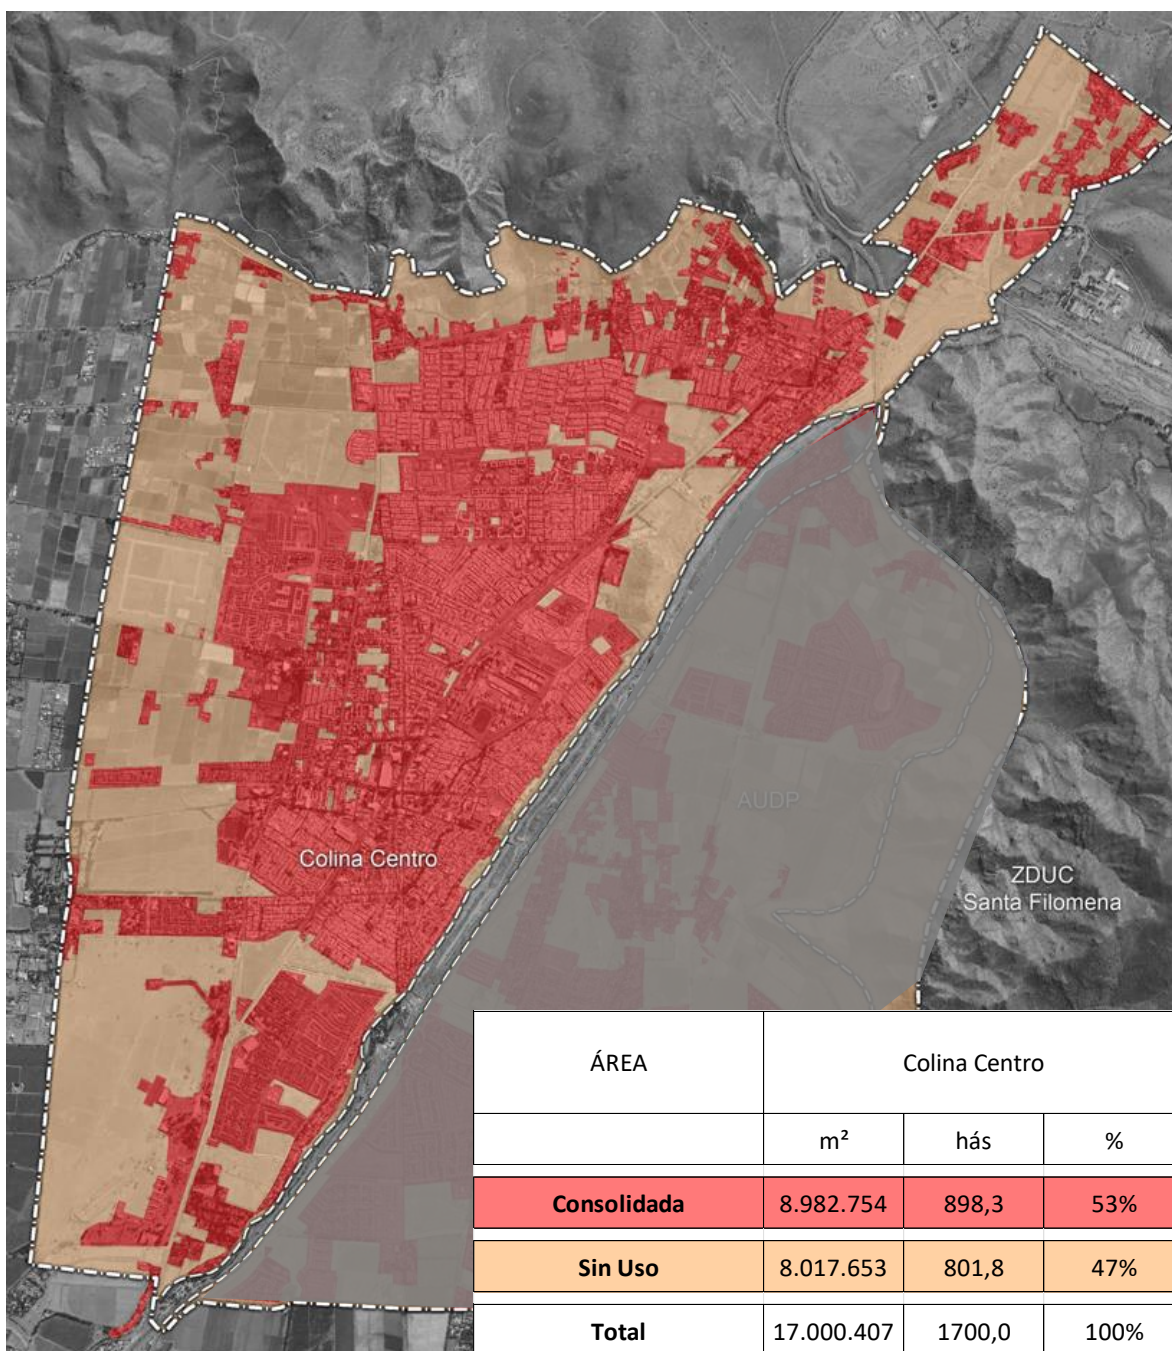 AUDP
Colina Centro
ZDUC
Santa Filomena
ÁREA Colina Centro
m² hás %
Consolidada 8.982.754 898,3 53%
Sin Uso 8.017.653 801,8 47%
Total 17.000.407 1700,0 100%